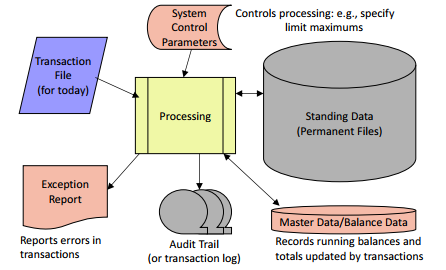 System
Control
Parameters
Controls processing: e.g., specify
limit maximums
Transaction
File
(for today)
Processing
Standing Data
(Permanent Files)
Exception
Report
Reports errors in
transactions
Audit Trail
(or transaction log)
Master Data/Balance Data
Records running balances and
totals updated by transactions